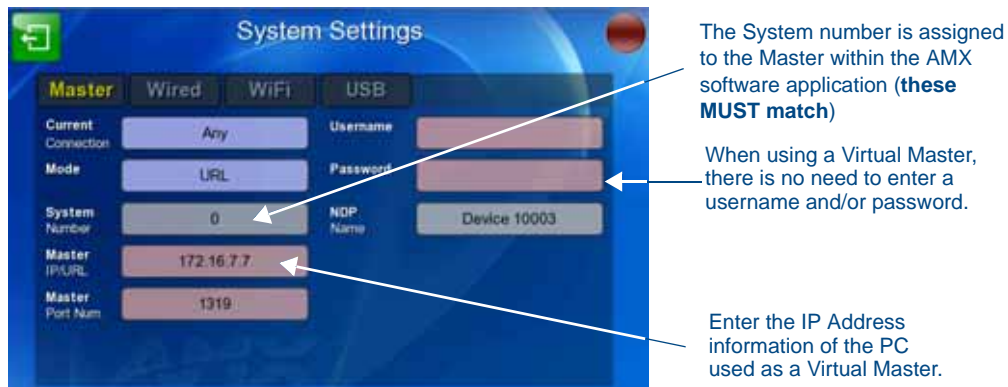 System Settings
Master Wired WiFi USB
Current
Connection
Any
Username
Mode
URL
Password
System
Number
0
NDP
Name
Device 10003
Master
IP/URL
172.16.7.7
Master
Port Num
1319
The System number is assigned
to the Master within the AMX
software application (these
MUST match)
When using a Virtual Master,
there is no need to enter a
username and/or password.
Enter the IP Address
information of the PC
used as a Virtual Master.